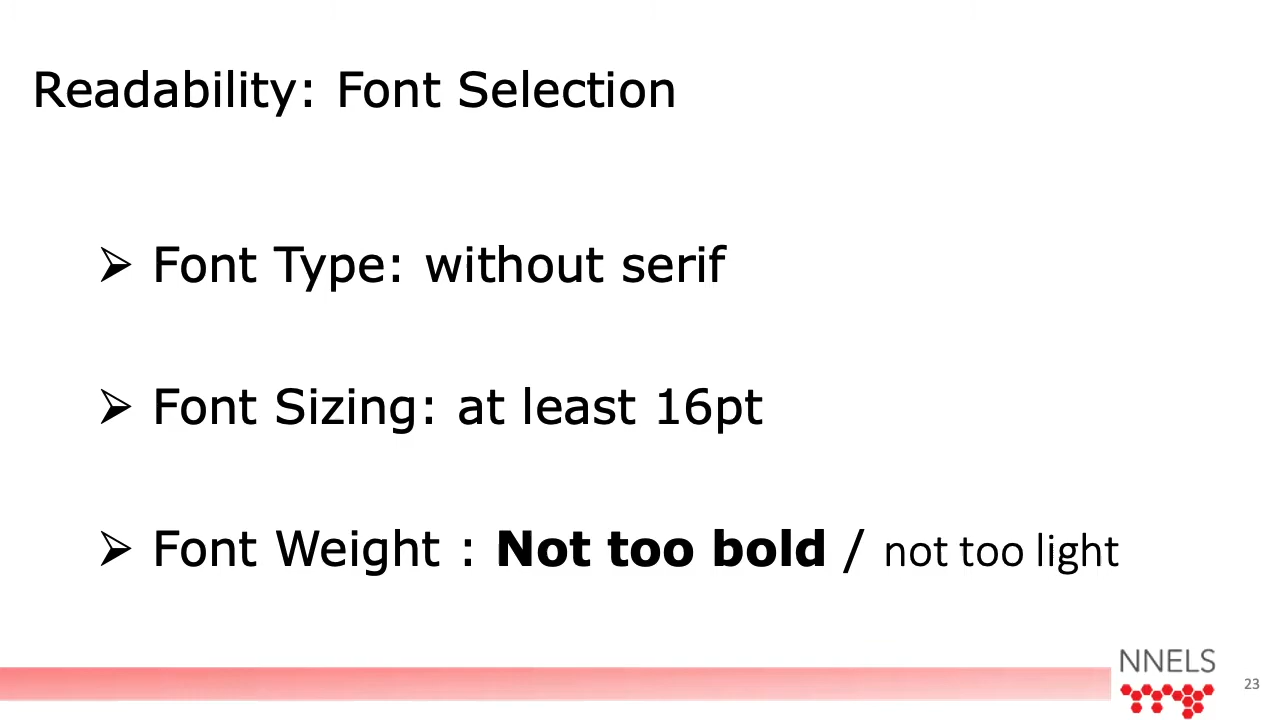 Readability: Font Selection
➢ Font Type: without serif
➢ Font Sizing: at least 16pt
➢ Font Weight : Not too bold / not too light
NNELS
23